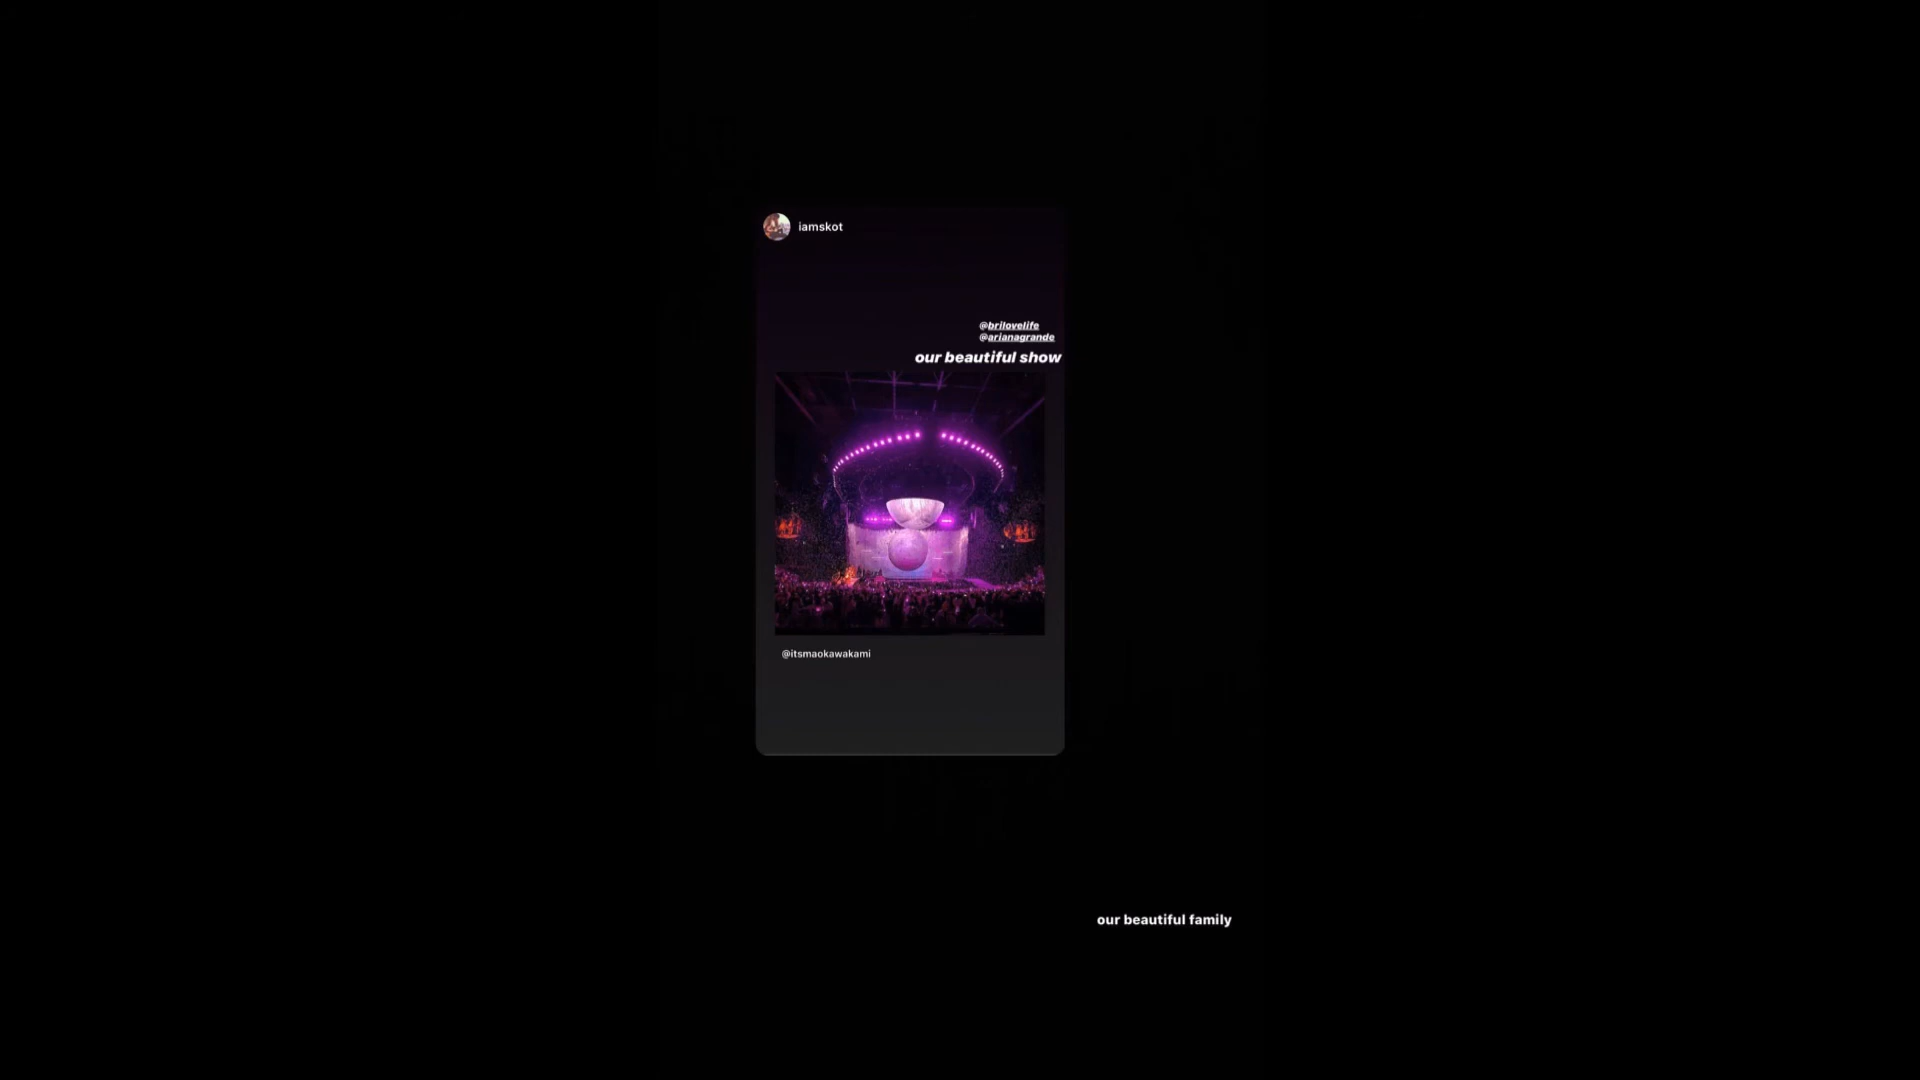 iamskot
@brilovelife
@arianagrande
our beautiful show
@itsmaokawakami
our beautiful family